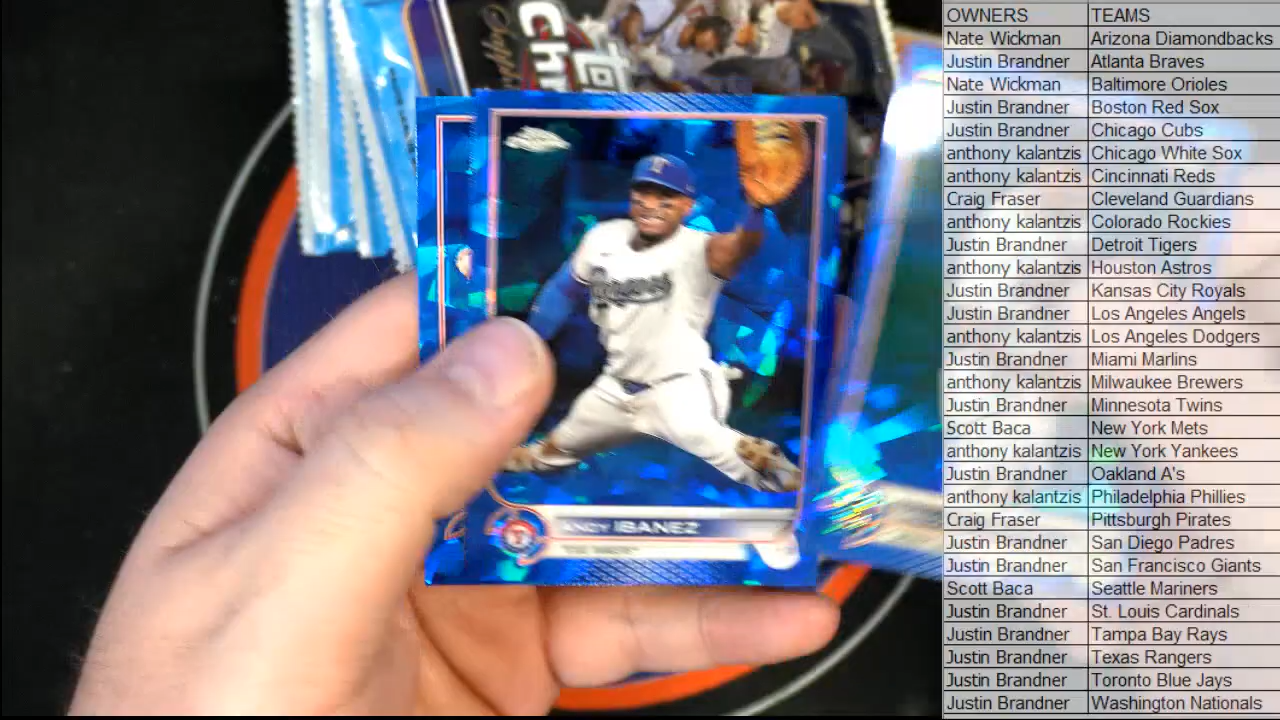 Topps
Chr
Rangers
T
ANDY IBANEZ
OWNERS TEAMS
Nate Wickman Arizona Diamondbacks
Justin Brandner Atlanta Braves
Nate Wickman Baltimore Orioles
Justin Brandner Boston Red Sox
Justin Brandner Chicago Cubs
anthony kalantzis Chicago White Sox
anthony kalantzis Cincinnati Reds
Craig Fraser Cleveland Guardians
anthony kalantzis Colorado Rockies
Justin Brandner Detroit Tigers
anthony kalantzis Houston Astros
Justin Brandner Kansas City Royals
Justin Brandner Los Angeles Angels
anthony kalantzis Los Angeles Dodgers
Justin Brandner Miami Marlins
anthony kalantzis Milwaukee Brewers
Justin Brandner Minnesota Twins
Scott Baca New York Mets
anthony kalantzis New York Yankees
Justin Brandner Oakland A's
anthony kalantzis Philadelphia Phillies
Craig Fraser Pittsburgh Pirates
Justin Brandner San Diego Padres
Justin Brandner San Francisco Giants
Scott Baca Seattle Mariners
Justin Brandner St. Louis Cardinals
Justin Brandner Tampa Bay Rays
Justin Brandner Texas Rangers
Justin Brandner Toronto Blue Jays
Justin Brandner Washington Nationals